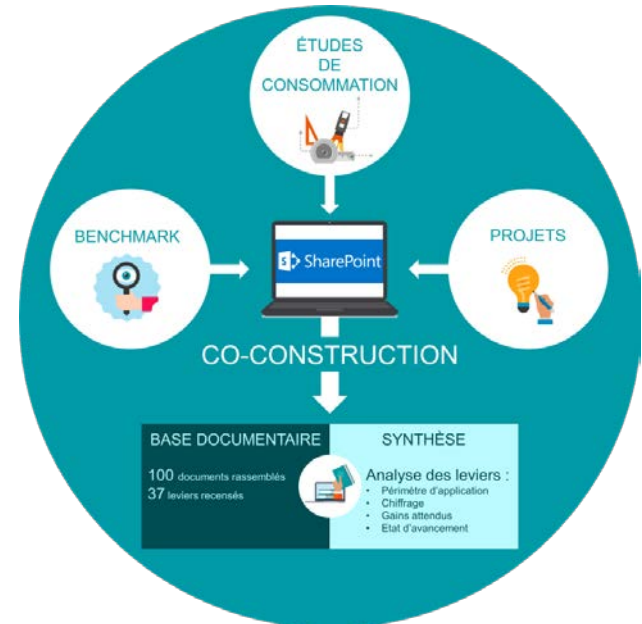 ÉTUDES
DE
CONSOMMATION
BENCHMARK
PROJETS
S SharePoint
CO-CONSTRUCTION
BASE DOCUMENTAIRE
100 documents rassemblés
37 leviers recensés
SYNTHÈSE
Analyse des leviers :
• Périmètre d'application
• Chiffrage
• Gains attendus
• Etat d'avancement